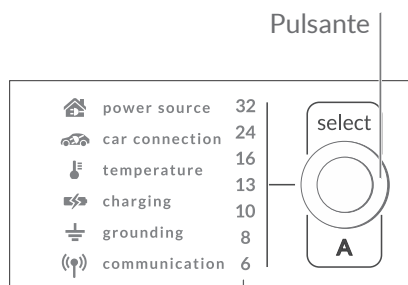 Pulsante
power source 32
car connection 24
temperature 16
13
charging
10
grounding 8
communication 6
select
A